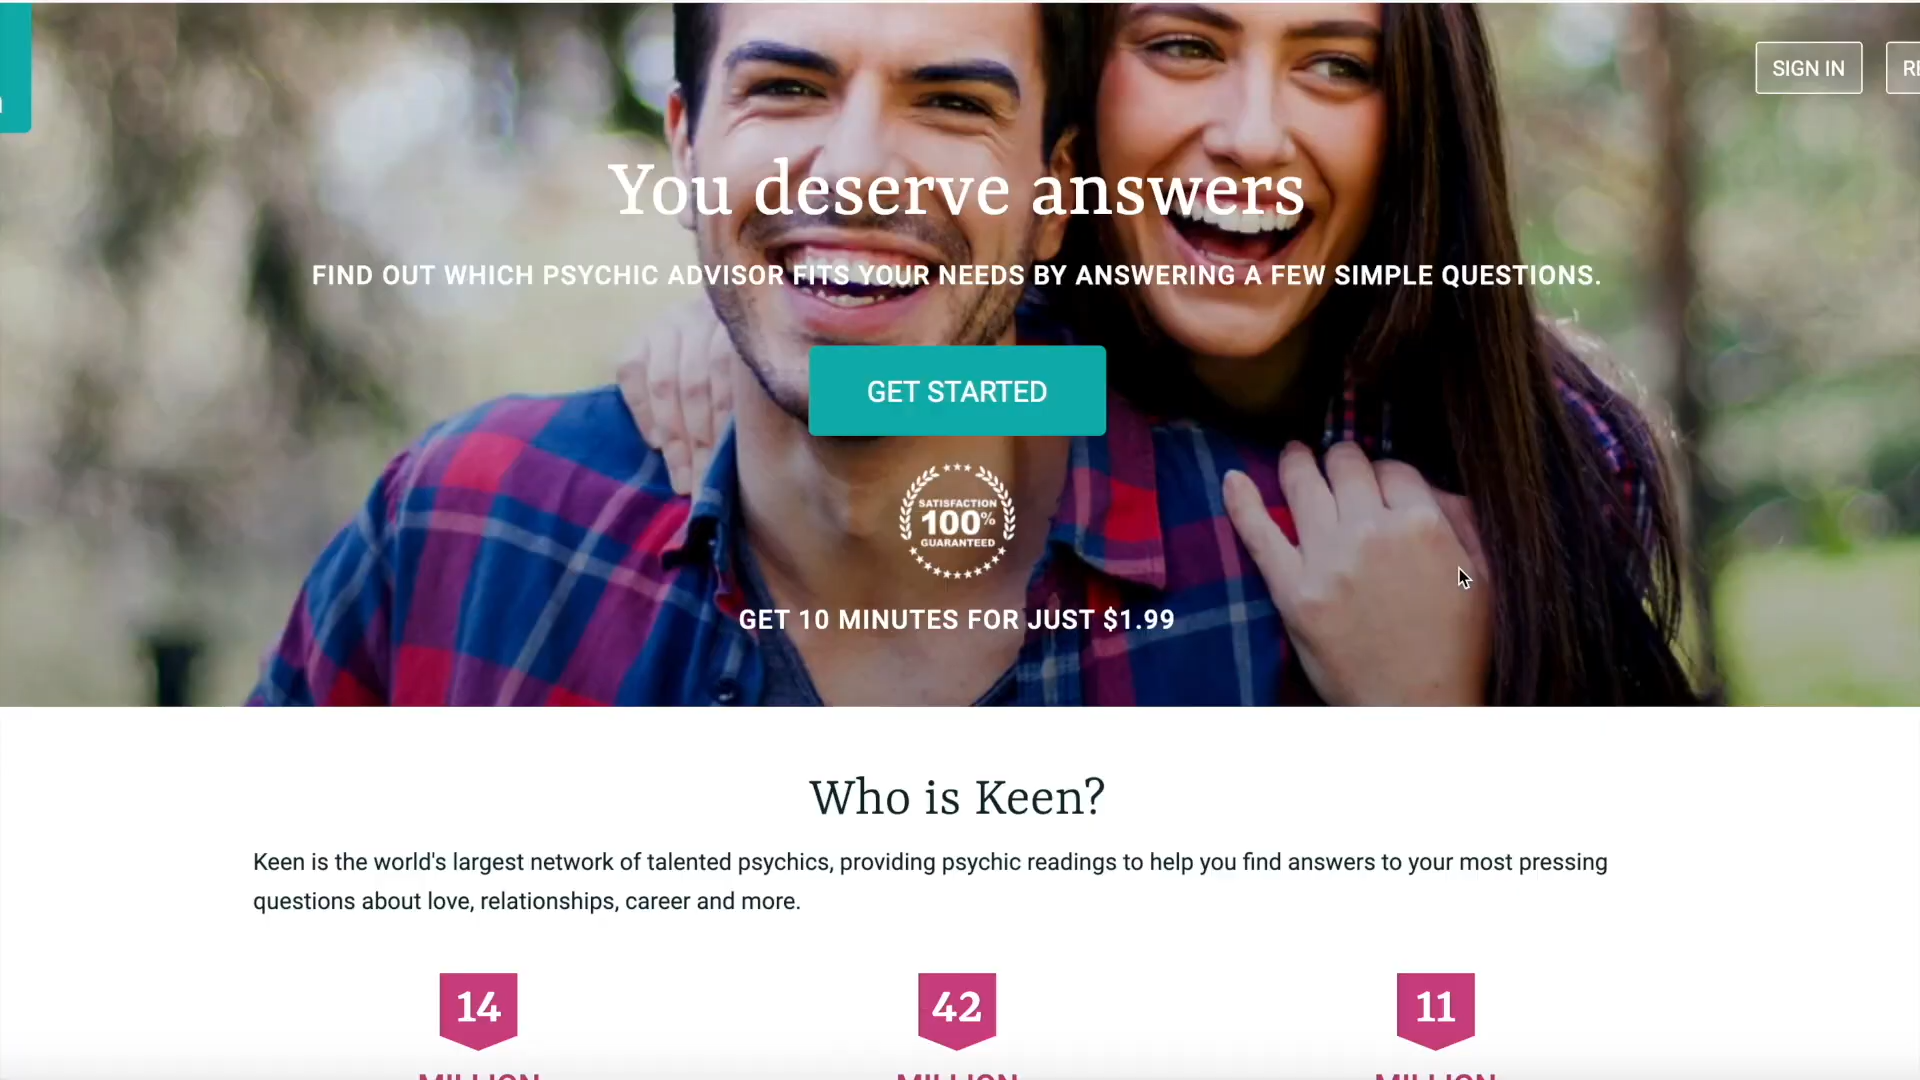 SIGN IN
You deserve answers
FIND OUT WHICH PSYCHIC ADVISOR FITS YOUR NEEDS BY ANSWERING A FEW SIMPLE QUESTIONS.
GET STARTED
SATISFACTION
100%
GUARANTEED
GET 10 MINUTES FOR JUST $1.99
Who is Keen?
Keen is the world's largest network of talented psychics, providing psychic readings to help you find answers to your most pressing
questions about love, relationships, career and more.
14 42 11
MILLION MILLION MILLION